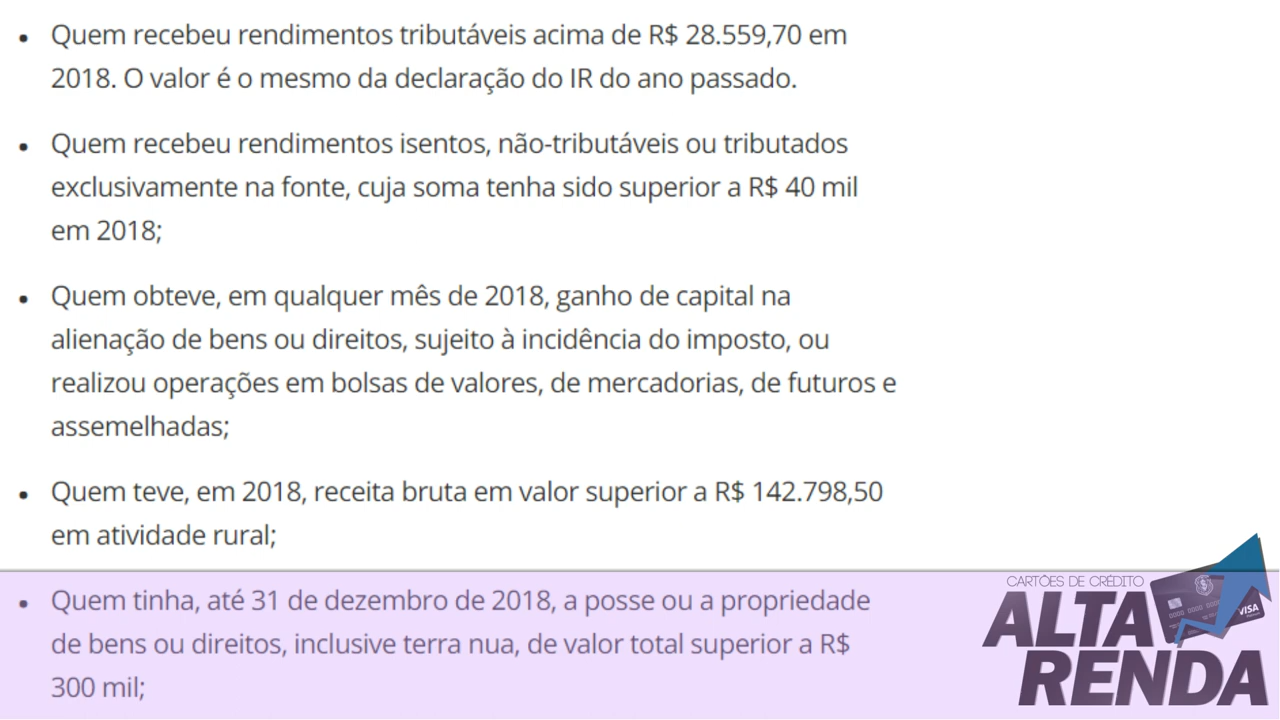 Quem recebeu rendimentos tributáveis acima de R$ 28.559,70 em
2018. O valor é o mesmo da declaração do IR do ano passado.
Quem recebeu rendimentos isentos, não-tributáveis ou tributados
exclusivamente na fonte, cuja soma tenha sido superior a R$ 40 mil
em 2018;
Quem obteve, em qualquer mês de 2018, ganho de capital na
alienação de bens ou direitos, sujeito à incidência do imposto, ou
realizou operações em bolsas de valores, de mercadorias, de futuros e
assemelhadas;
Quem teve, em 2018, receita bruta em valor superior a R$ 142.798,50
em atividade rural;
Quem tinha, até 31 de dezembro de 2018, a posse ou a propriedade
de bens ou direitos, inclusive terra nua, de valor total superior a R$
300 mil;
CARTÕES DE CRÉDITO
ALTA
RENDA
VISA